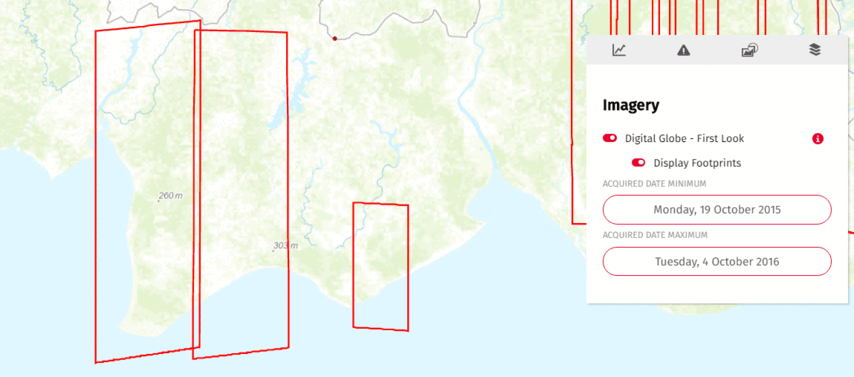 260 m
303 m
Imagery
Digital Globe - First Look
Display Footprints
ACQUIRED DATE MINIMUM
Monday, 19 October 2015
ACQUIRED DATE MAXIMUM
Tuesday, 4 October 2016